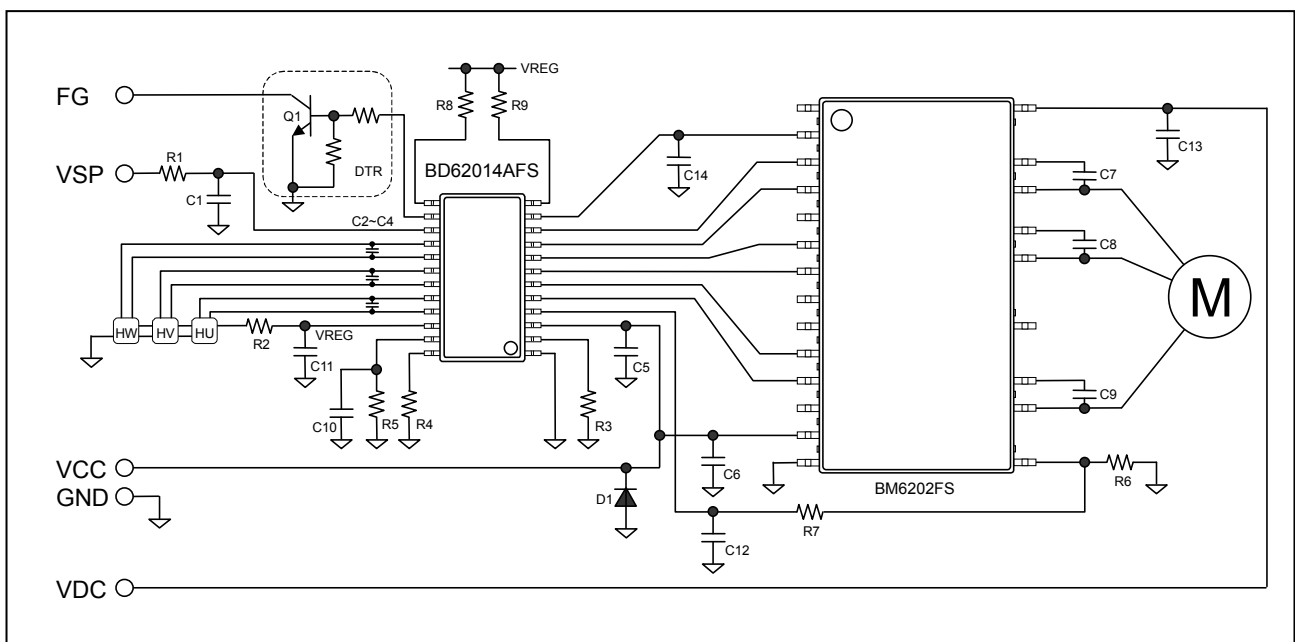 VREG
FG
R8
R9
Q1
C13
VSP
R1
DTR
BD62014AFS
C14
C7
C1
C2~C4
C8
M
HW
HV
HU
R2
VREG
C11
C5
C9
C10
R5
R4
R3
VCC
C6
R6
GND
D1
BM6202FS
R7
C12
VDC